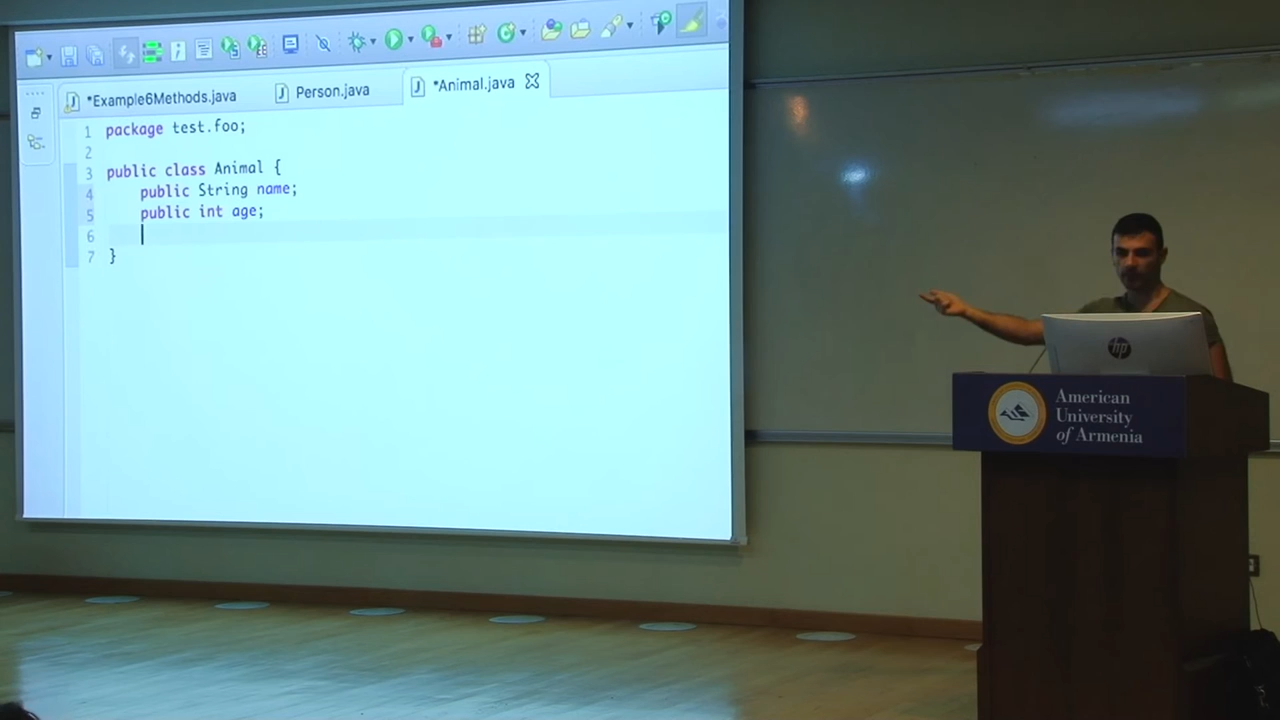 *Example6Methods.java
Person.java
*Animal.java
1 package test.foo;
2
3 public class Animal {
4 public String name;
5 public int age;
6
7 }
hp
American
University
of Armenia